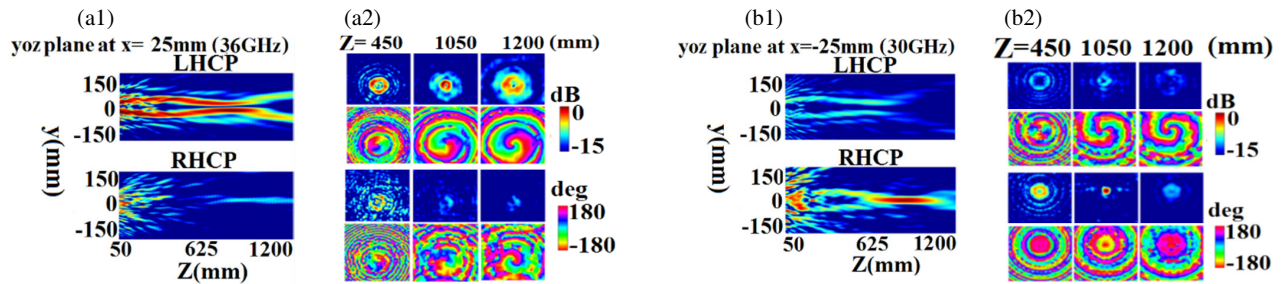 (a1)
yoz plane at x= 25mm (36GHz)
LHCP
150
0
-150
RHCP
150
0
-150
y(mm)
50 625 1200
Z(mm)
(a2)
Z= 450 1050 1200 (mm)
dB
0
-15
deg
180
-180
(b1)
yoz plane at x=-25mm (30GHz)
LHCP
150
0
-150
RHCP
150
0
-150
y(mm)
50 625 1200
Z(mm)
(b2)
Z=450 1050 1200 (mm)
dB
0
-15
deg
180
-180